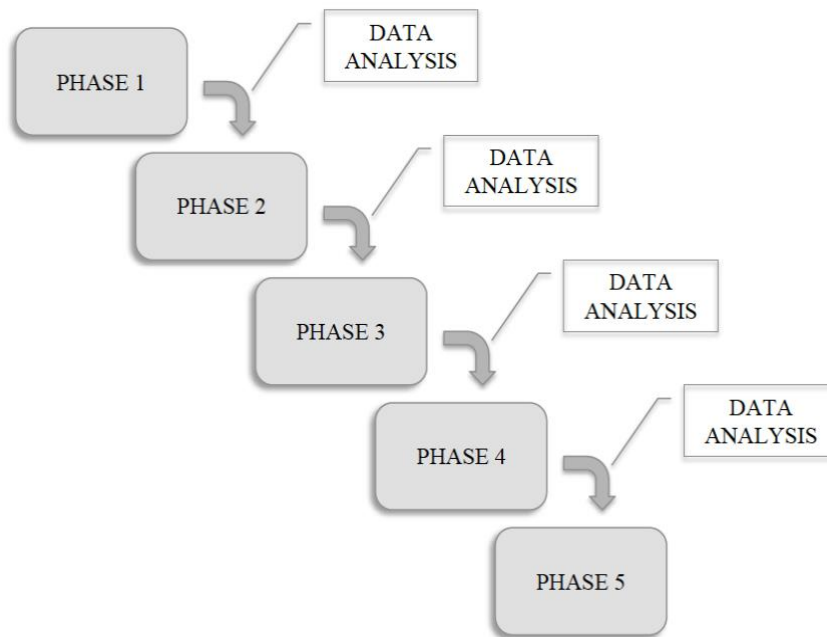 DATA
ANALYSIS
PHASE 1
DATA
ANALYSIS
PHASE 2
DATA
ANALYSIS
PHASE 3
DATA
ANALYSIS
PHASE 4
PHASE 5